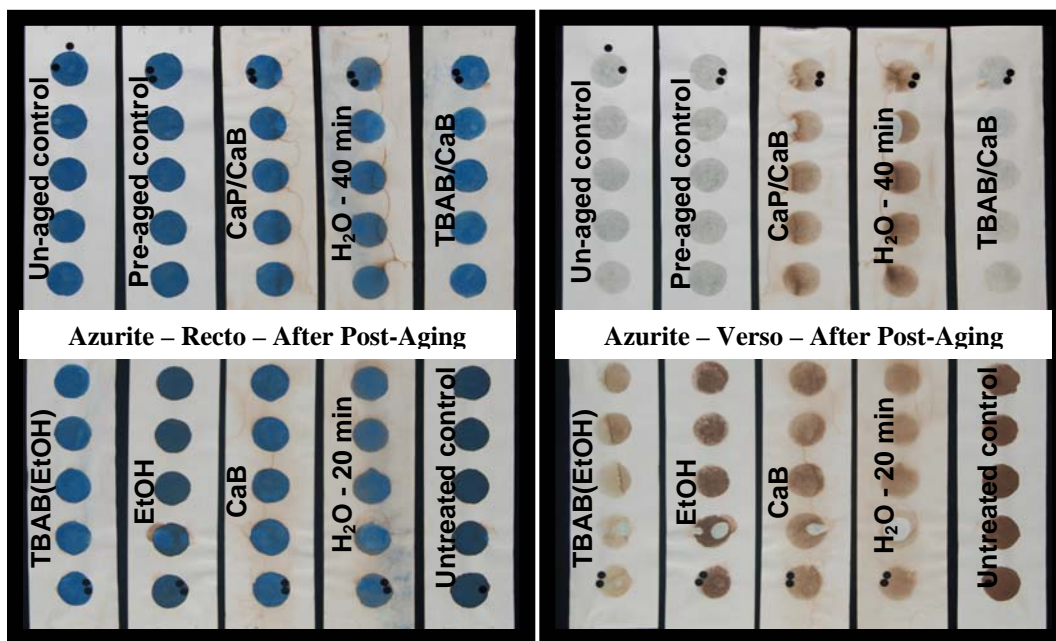 Un-aged control
Pre-aged control
CaP/CaB
H₂O - 40 min
TBAB/CaB
Azurite – Recto – After Post-Aging
TBAB(EtOH)
EtOH
CaB
H₂O - 20 min
Untreated control
Un-aged control
Pre-aged control
CaP/CaB
H₂O - 40 min
TBAB/CaB
Azurite – Verso – After Post-Aging
TBAB(EtOH)
EtOH
CaB
H₂O - 20 min
Untreated control